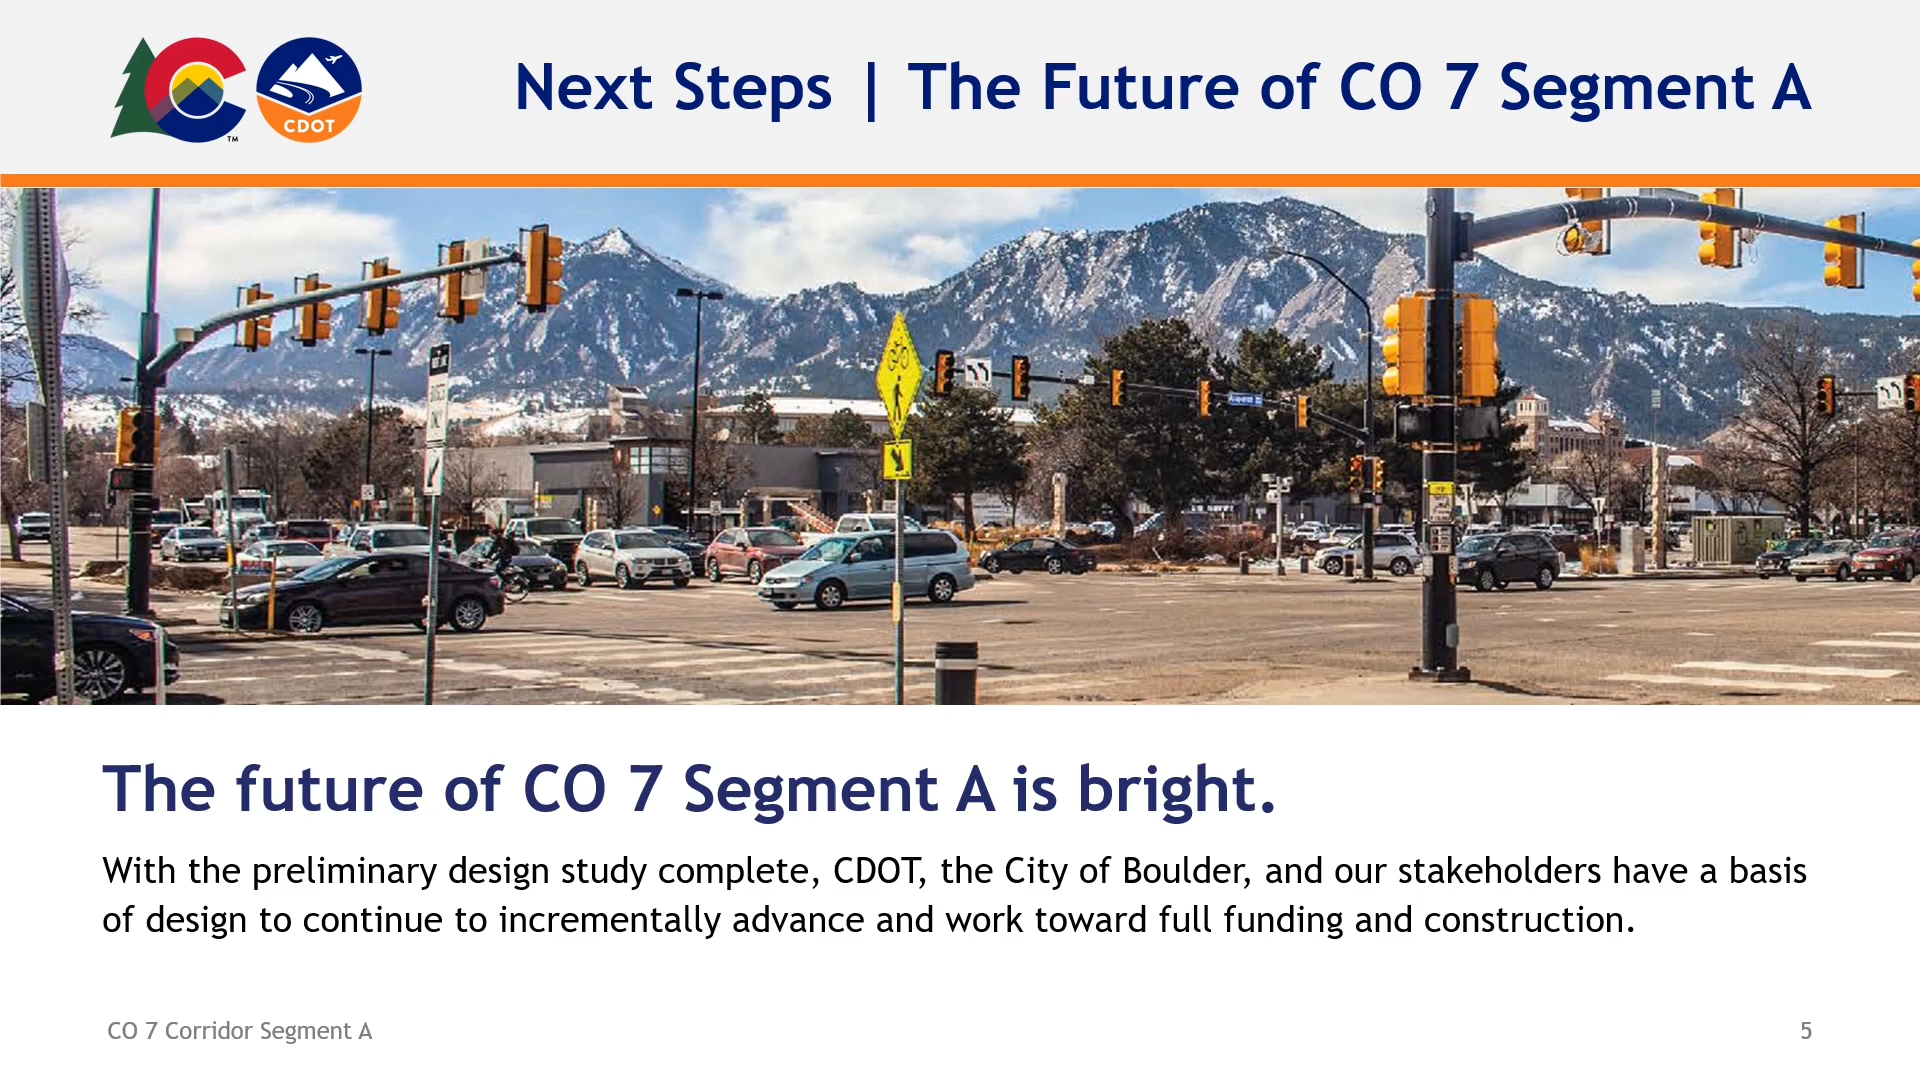 CDOT
TM
Next Steps | The Future of CO 7 Segment A
The future of CO 7 Segment A is bright.
With the preliminary design study complete, CDOT, the City of Boulder, and our stakeholders have a basis
of design to continue to incrementally advance and work toward full funding and construction.
CO 7 Corridor Segment A
5